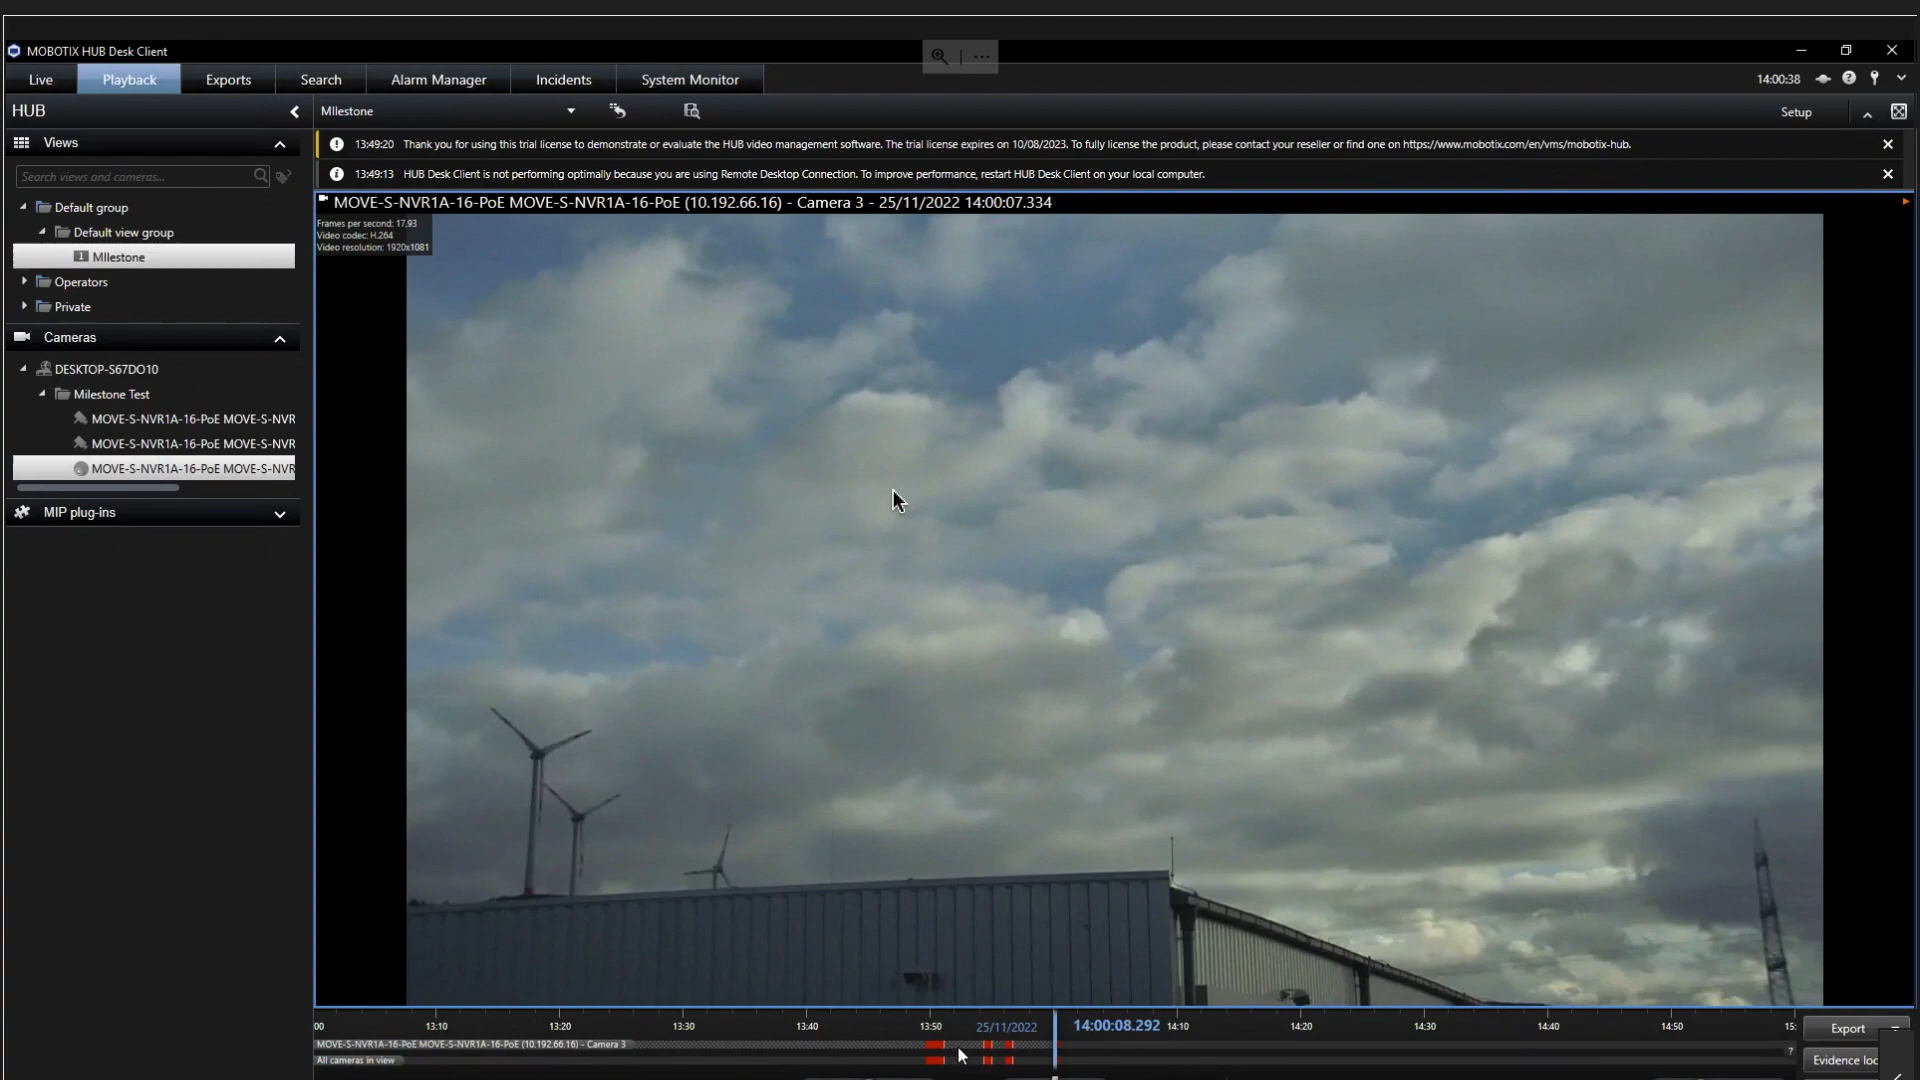 MOBOTIX HUB Desk Client
Live Playback Exports Search Alarm Manager Incidents System Monitor 14:00:38
HUB MIlestone Setup
Views
Search views and cameras...
Default group
Default view group
1 MIlestone
Operators
Private
Cameras
DESKTOP-S67DO10
Milestone Test
MOVE-S-NVR1A-16-PoE MOVE-S-NVR
MOVE-S-NVR1A-16-PoE MOVE-S-NVR
MOVE-S-NVR1A-16-PoE MOVE-S-NVR
MIP plug-ins
13:49:20 Thank you for using this trial license to demonstrate or evaluate the HUB video management software. The trial license expires on 10/08/2023. To fully license the product, please contact your reseller or find one on https://www.mobotix.com/en/vms/mobotix-hub.
13:49:13 HUB Desk Client is not performing optimally because you are using Remote Desktop Connection. To improve performance, restart HUB Desk Client on your local computer.
MOVE-S-NVR1A-16-PoE MOVE-S-NVR1A-16-PoE (10.192.66.16) - Camera 3 - 25/11/2022 14:00:07.334
Frames per second: 17,93
Video codec: H.264
Video resolution: 1920x1081
00 13:10 13:20 13:30 13:40 13:50 25/11/2022 14:00:08.292 14:10 14:20 14:30 14:40 14:50 15: Export
MOVE-S-NVR1A-16-PoE MOVE-S-NVR1A-16-PoE (10.192.66.16) - Camera 3
All cameras in view ? Evidence loc